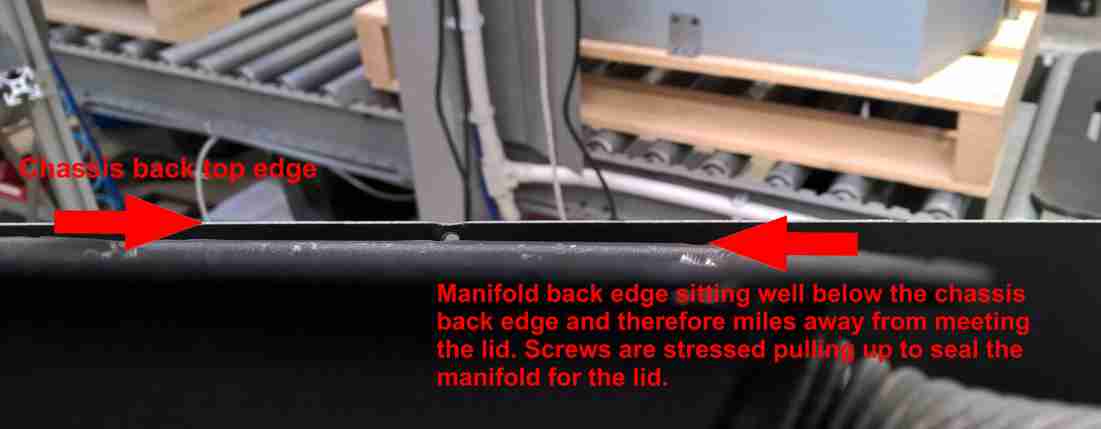 Chassis back top edge
Manifold back edge sitting well below the chassis
back edge and therefore miles away from meeting
the lid. Screws are stressed pulling up to seal the
manifold for the lid.